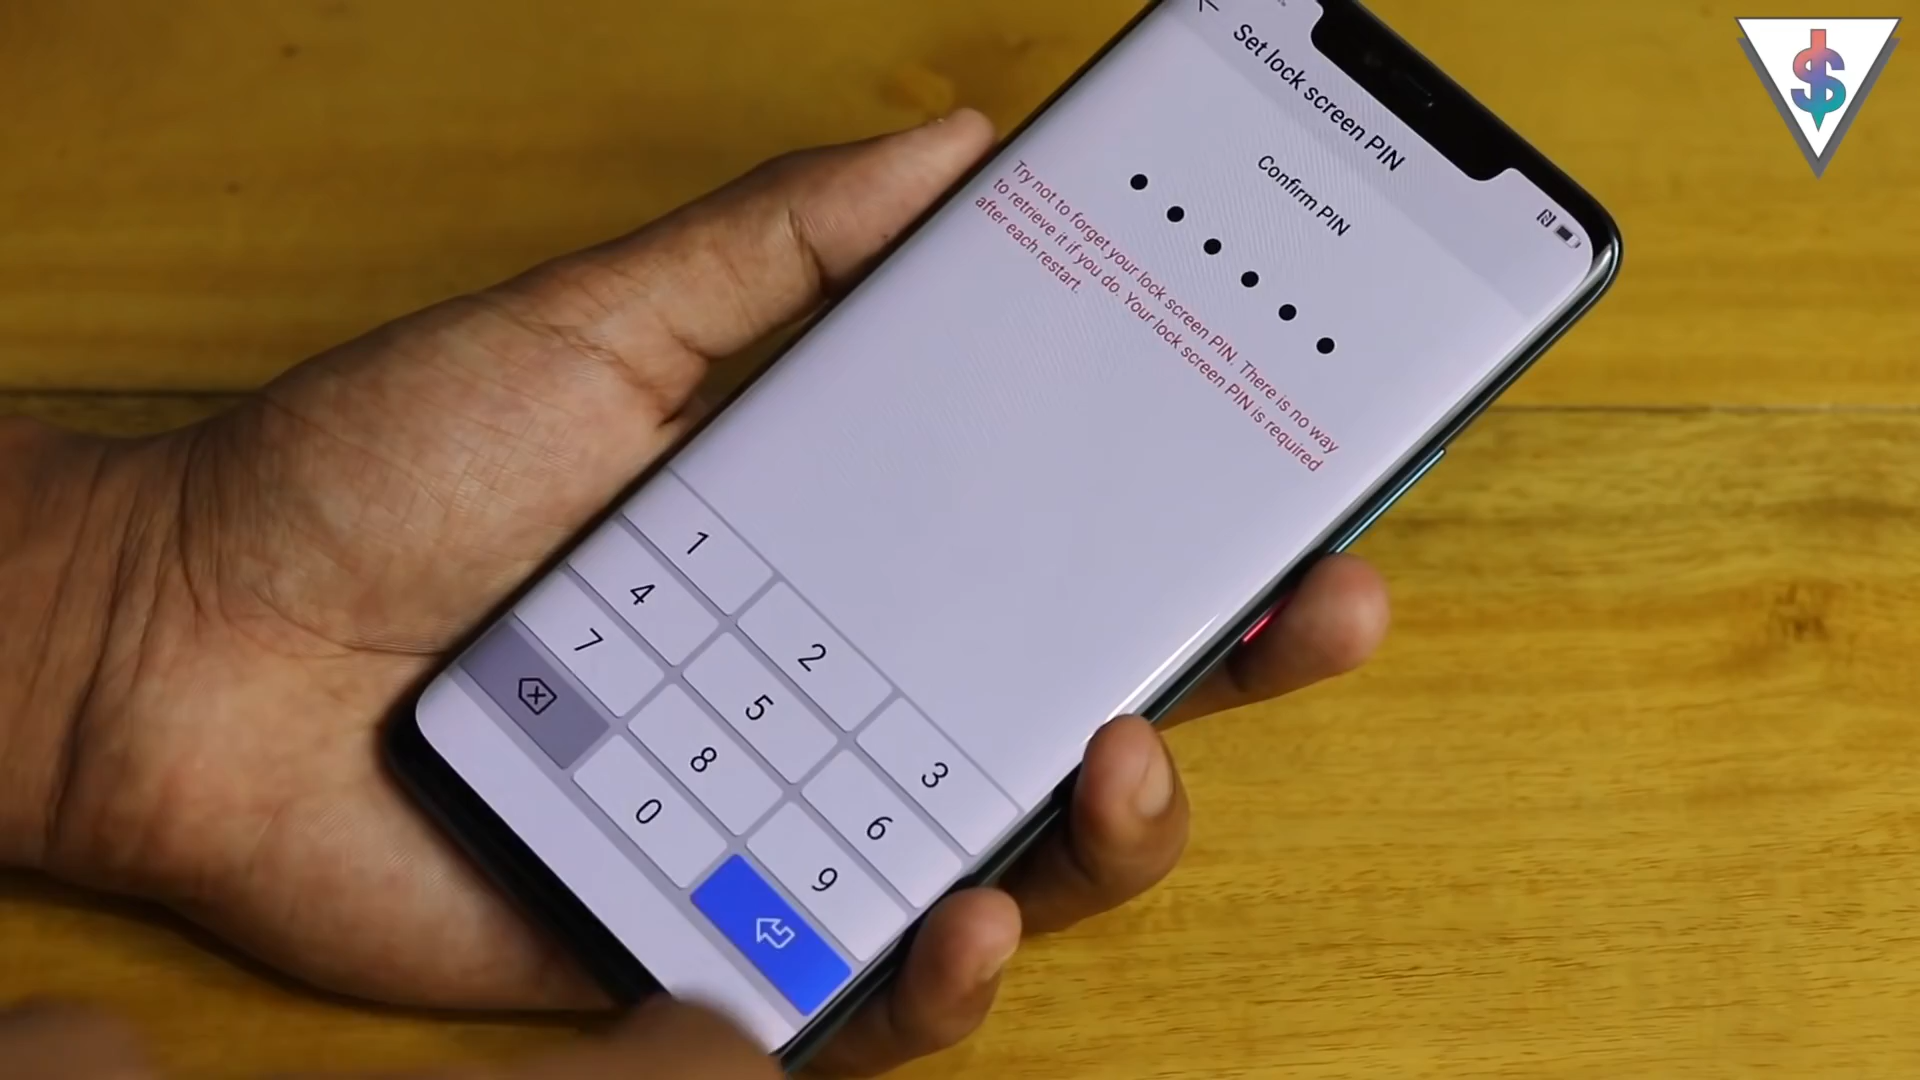 Set lock screen PIN
Confirm PIN
Try not to forget your lock screen PIN. There is no way
to retrieve it if you do. Your lock screen PIN is required
after each restart.
1
2
3
4
5
6
7
8
9
0
$